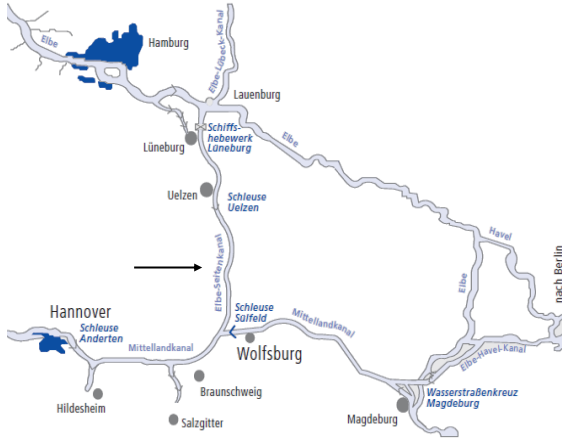 Elbe
Hamburg
Elbe-Lübeck-Kanal
Lauenburg
Schiffs-
hebewerk
Lüneburg
Lüneburg
Elbe
Uelzen
Schleuse
Uelzen
Havel
nach Berlin
Elbe-Seitenkanal
Elbe
Hannover
Schleuse
Anderten
Schleuse
Sülfeld
Mittellandkanal
Mittellandkanal
Wolfsburg
Elbe-Havel-Kanal
Braunschweig
Hildesheim
Salzgitter
Magdeburg
Wasserstraßenkreuz
Magdeburg